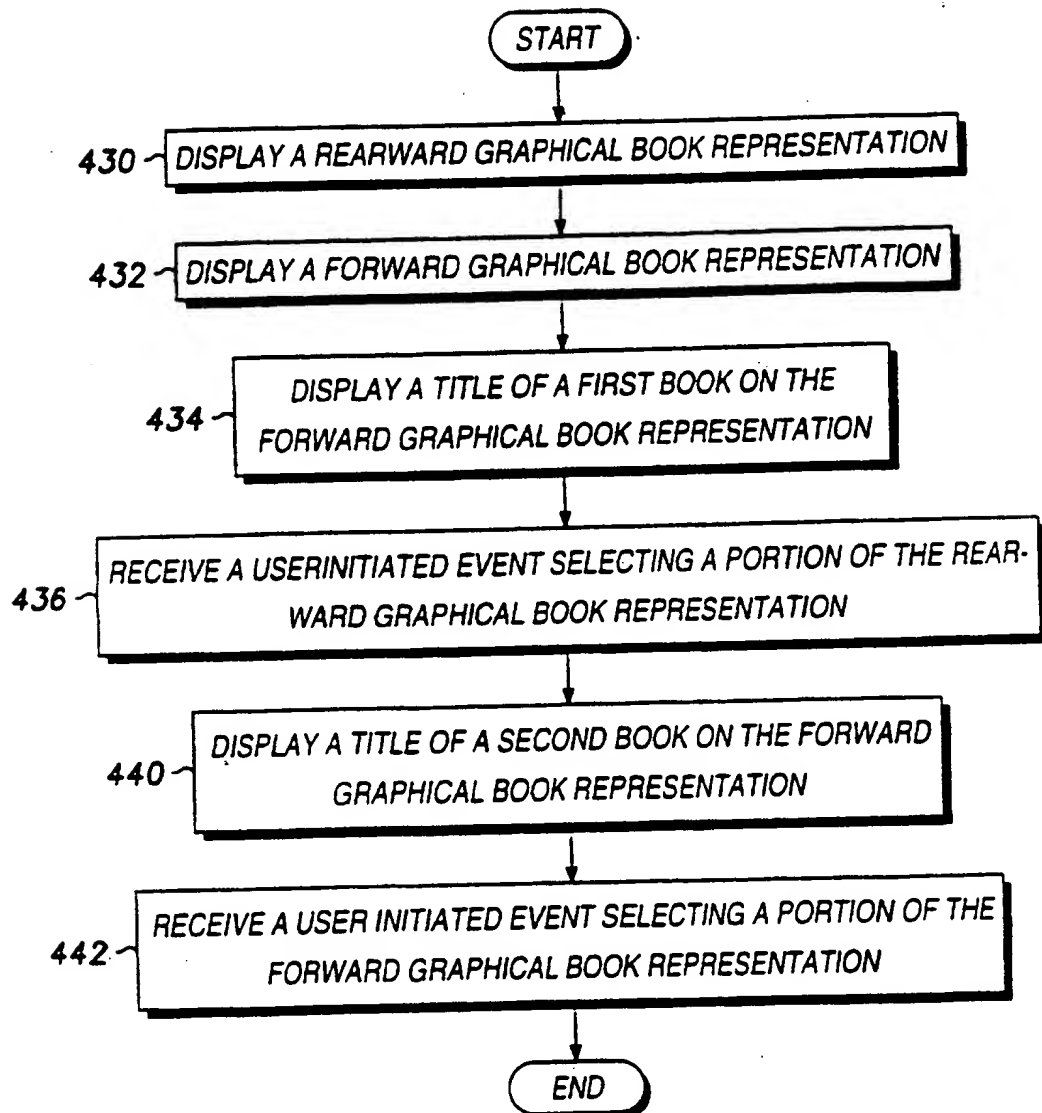 START
430 DISPLAY A REARWARD GRAPHICAL BOOK REPRESENTATION
432 DISPLAY A FORWARD GRAPHICAL BOOK REPRESENTATION
DISPLAY A TITLE OF A FIRST BOOK ON THE
434 FORWARD GRAPHICAL BOOK REPRESENTATION
RECEIVE A USERINITIATED EVENT SELECTING A PORTION OF THE REAR-
436 WARD GRAPHICAL BOOK REPRESENTATION
DISPLAY A TITLE OF A SECOND BOOK ON THE FORWARD
440 GRAPHICAL BOOK REPRESENTATION
RECEIVE A USER INITIATED EVENT SELECTING A PORTION OF THE
442 FORWARD GRAPHICAL BOOK REPRESENTATION
END